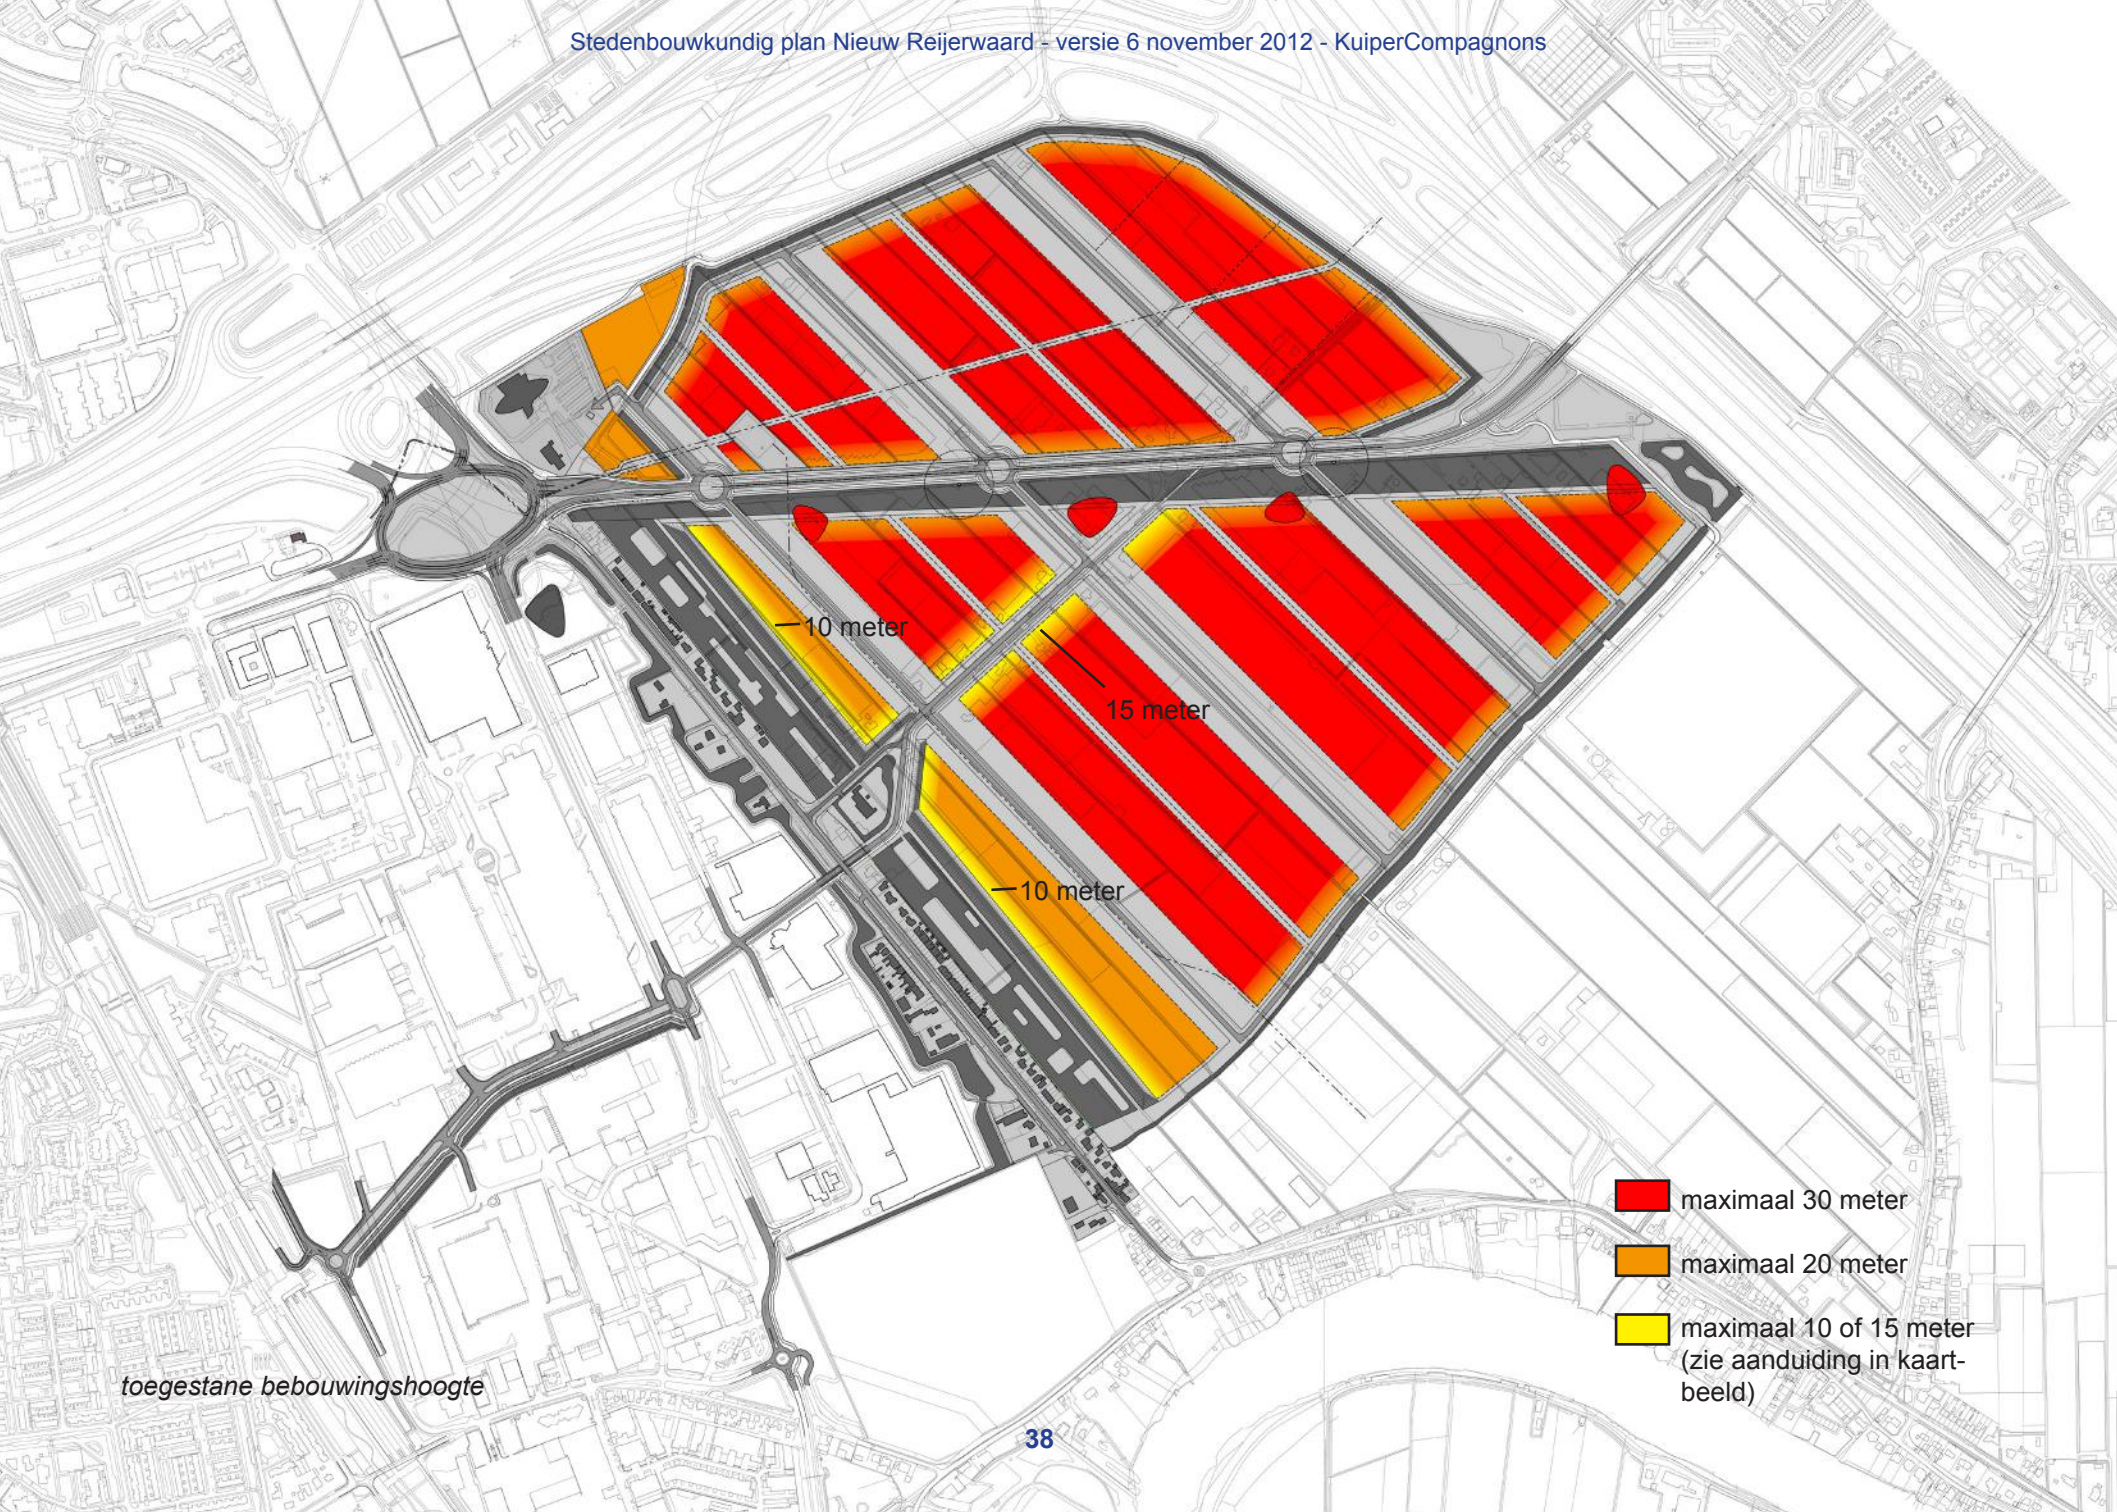 Stedenbouwkundig plan Nieuw Reijerwaard - versie 6 november 2012 - KuiperCompagnons
10 meter
15 meter
10 meter
maximaal 30 meter
maximaal 20 meter
maximaal 10 of 15 meter
(zie aanduiding in kaart-
beeld)
toegestane bebouwingshoogte
38